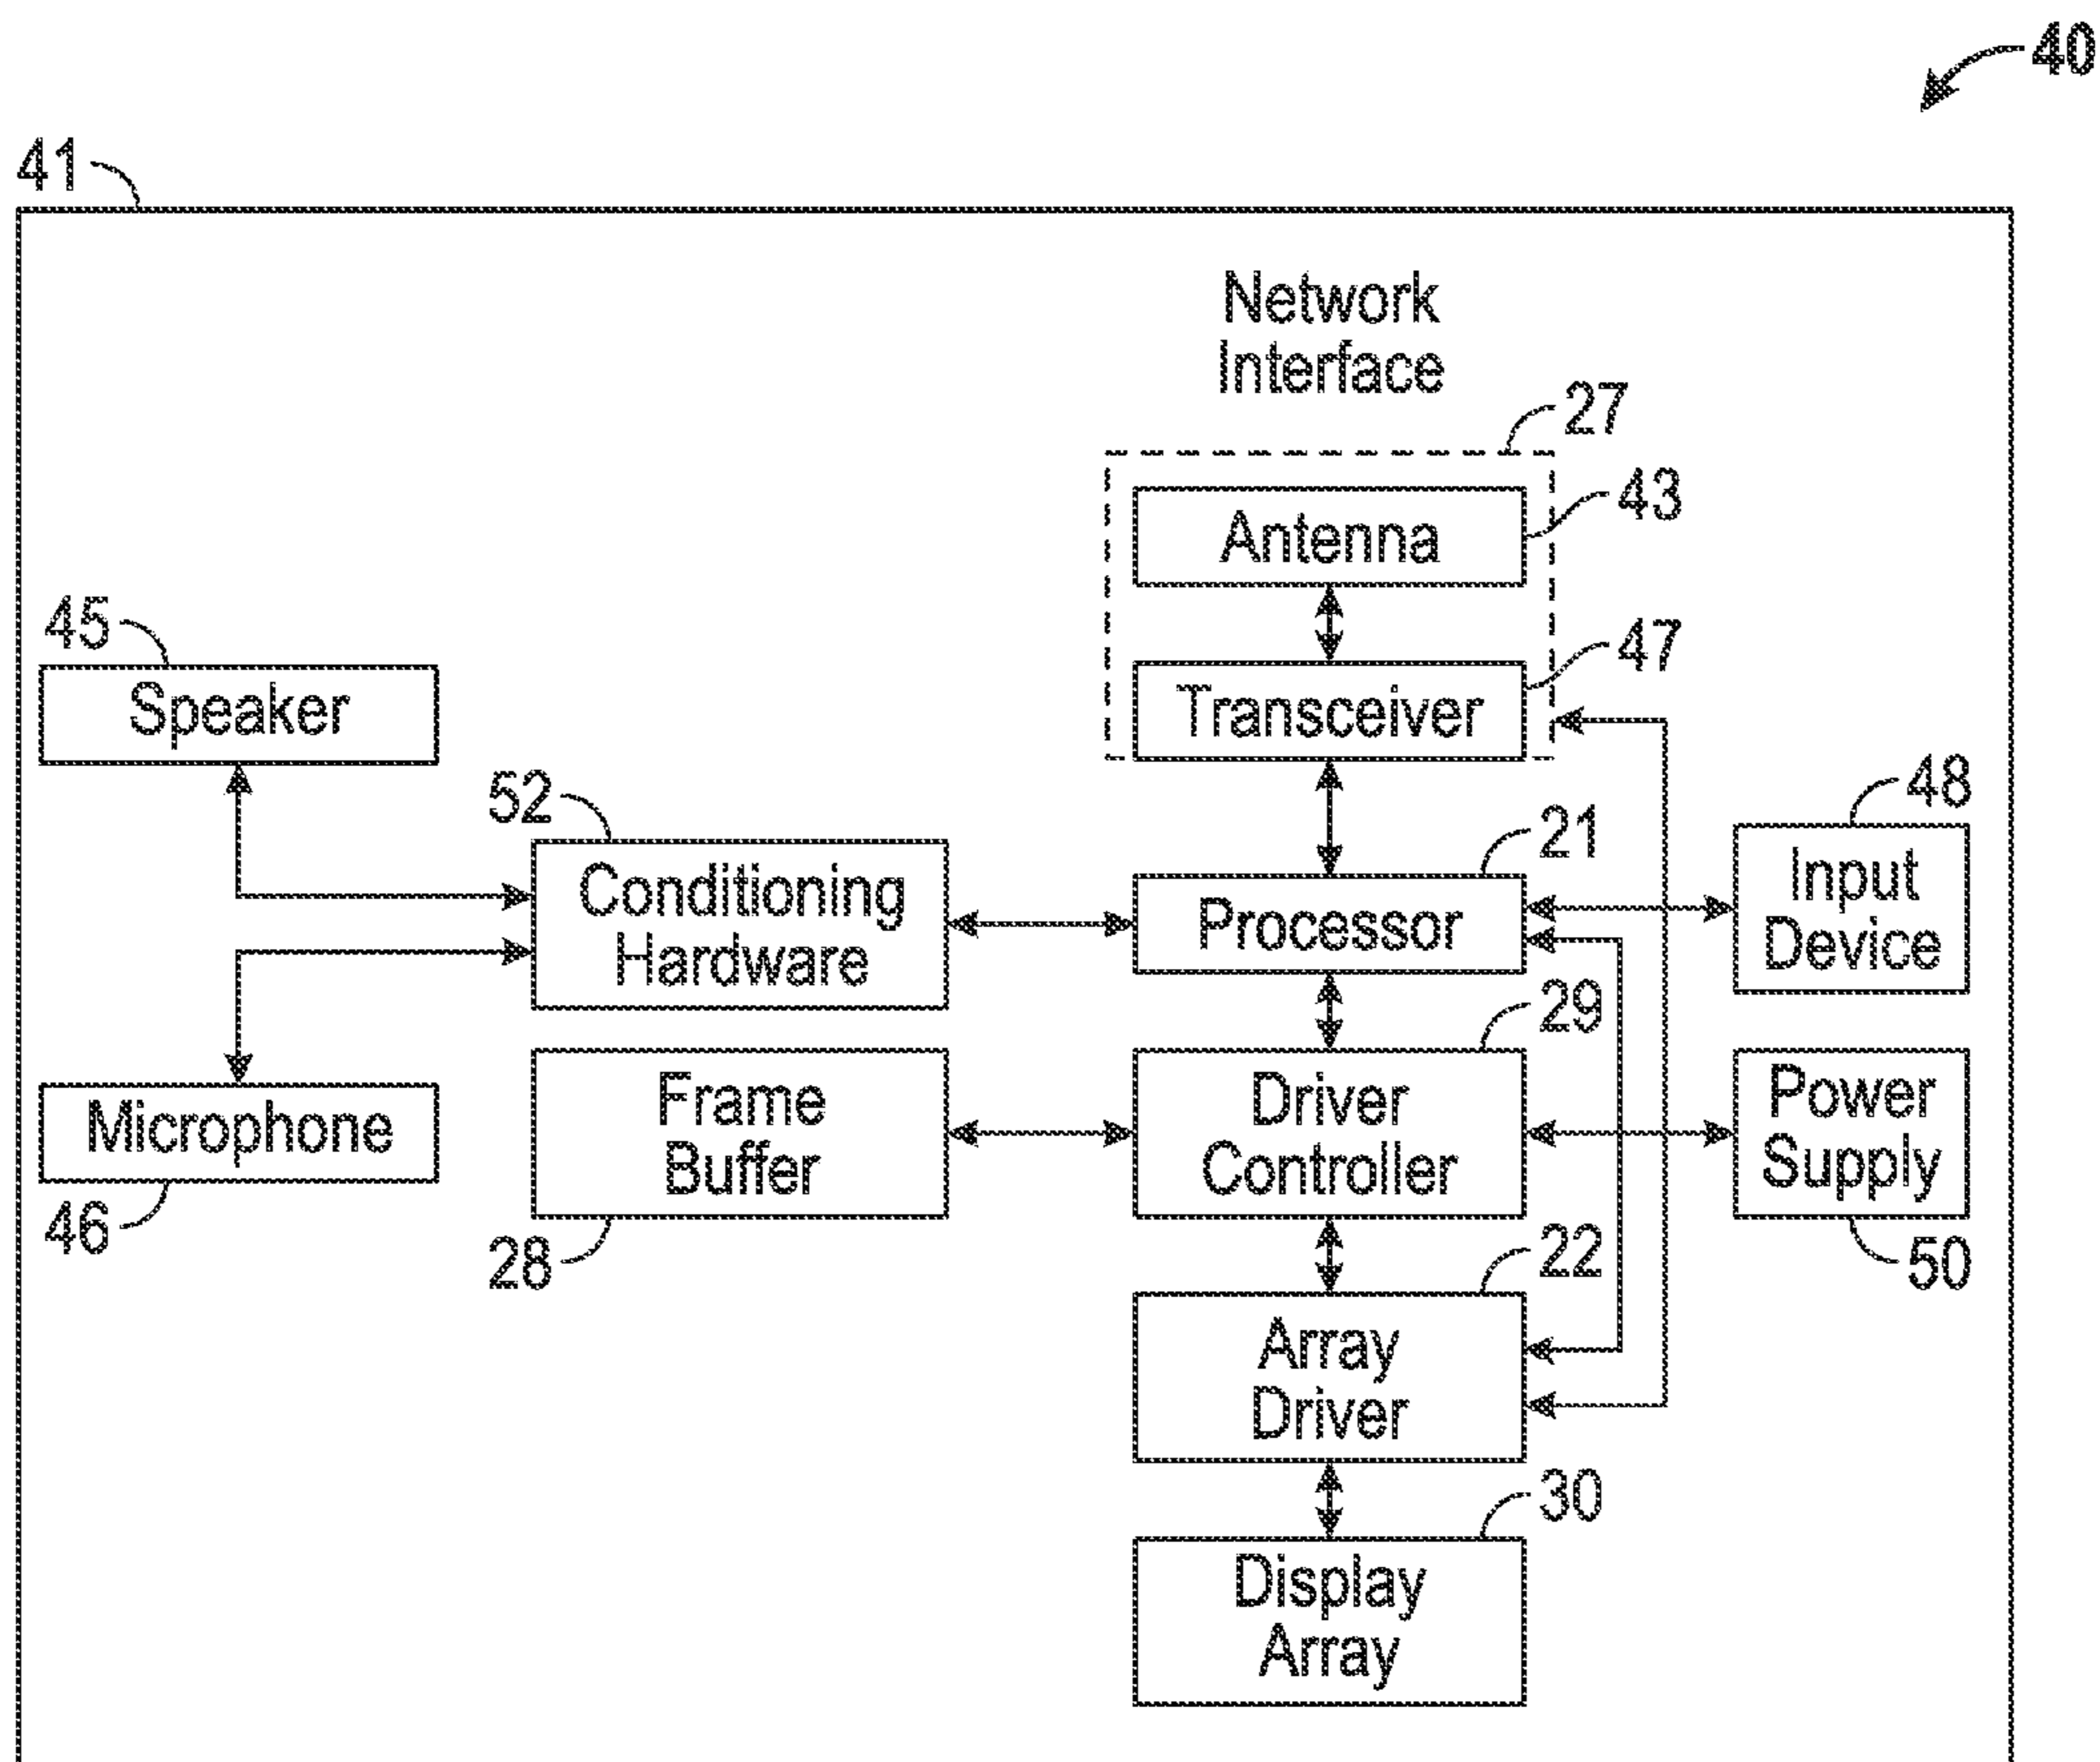 40
41
Network
Interface
27
Antenna
43
45
Speaker
47
Transceiver
52
Conditioning
Hardware
21
Processor
48
Input
Device
46
Microphone
28
Frame
Buffer
29
Driver
Controller
50
Power
Supply
22
Array
Driver
30
Display
Array